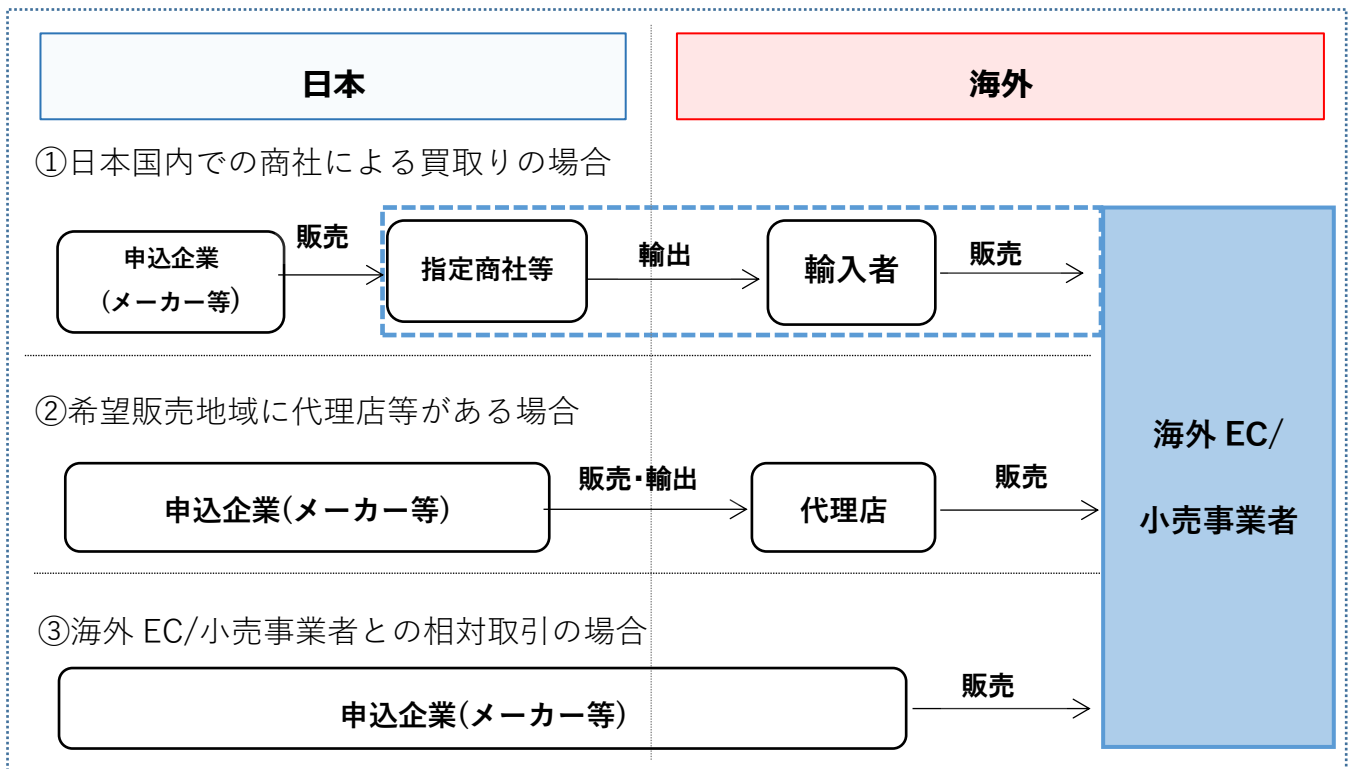 日本
海外
①日本国内での商社による買取りの場合
申込企業
(メーカー等)
販売
指定商社等
輸出
輸入者
販売
②希望販売地域に代理店等がある場合
申込企業(メーカー等)
販売・輸出
代理店
販売
海外 EC/
小売事業者
③海外 EC/小売事業者との相対取引の場合
申込企業(メーカー等)
販売